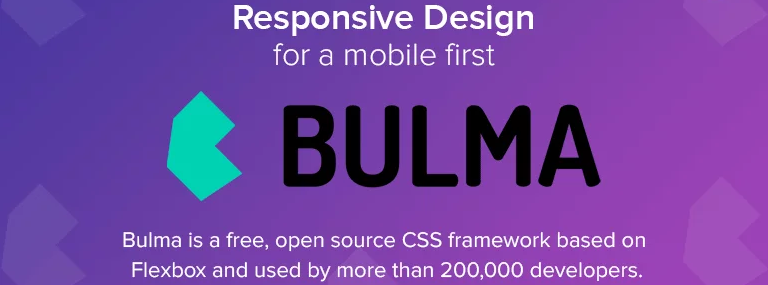 Responsive Design
for a mobile first
BULMA
Bulma is a free, open source CSS framework based on
Flexbox and used by more than 200,000 developers.